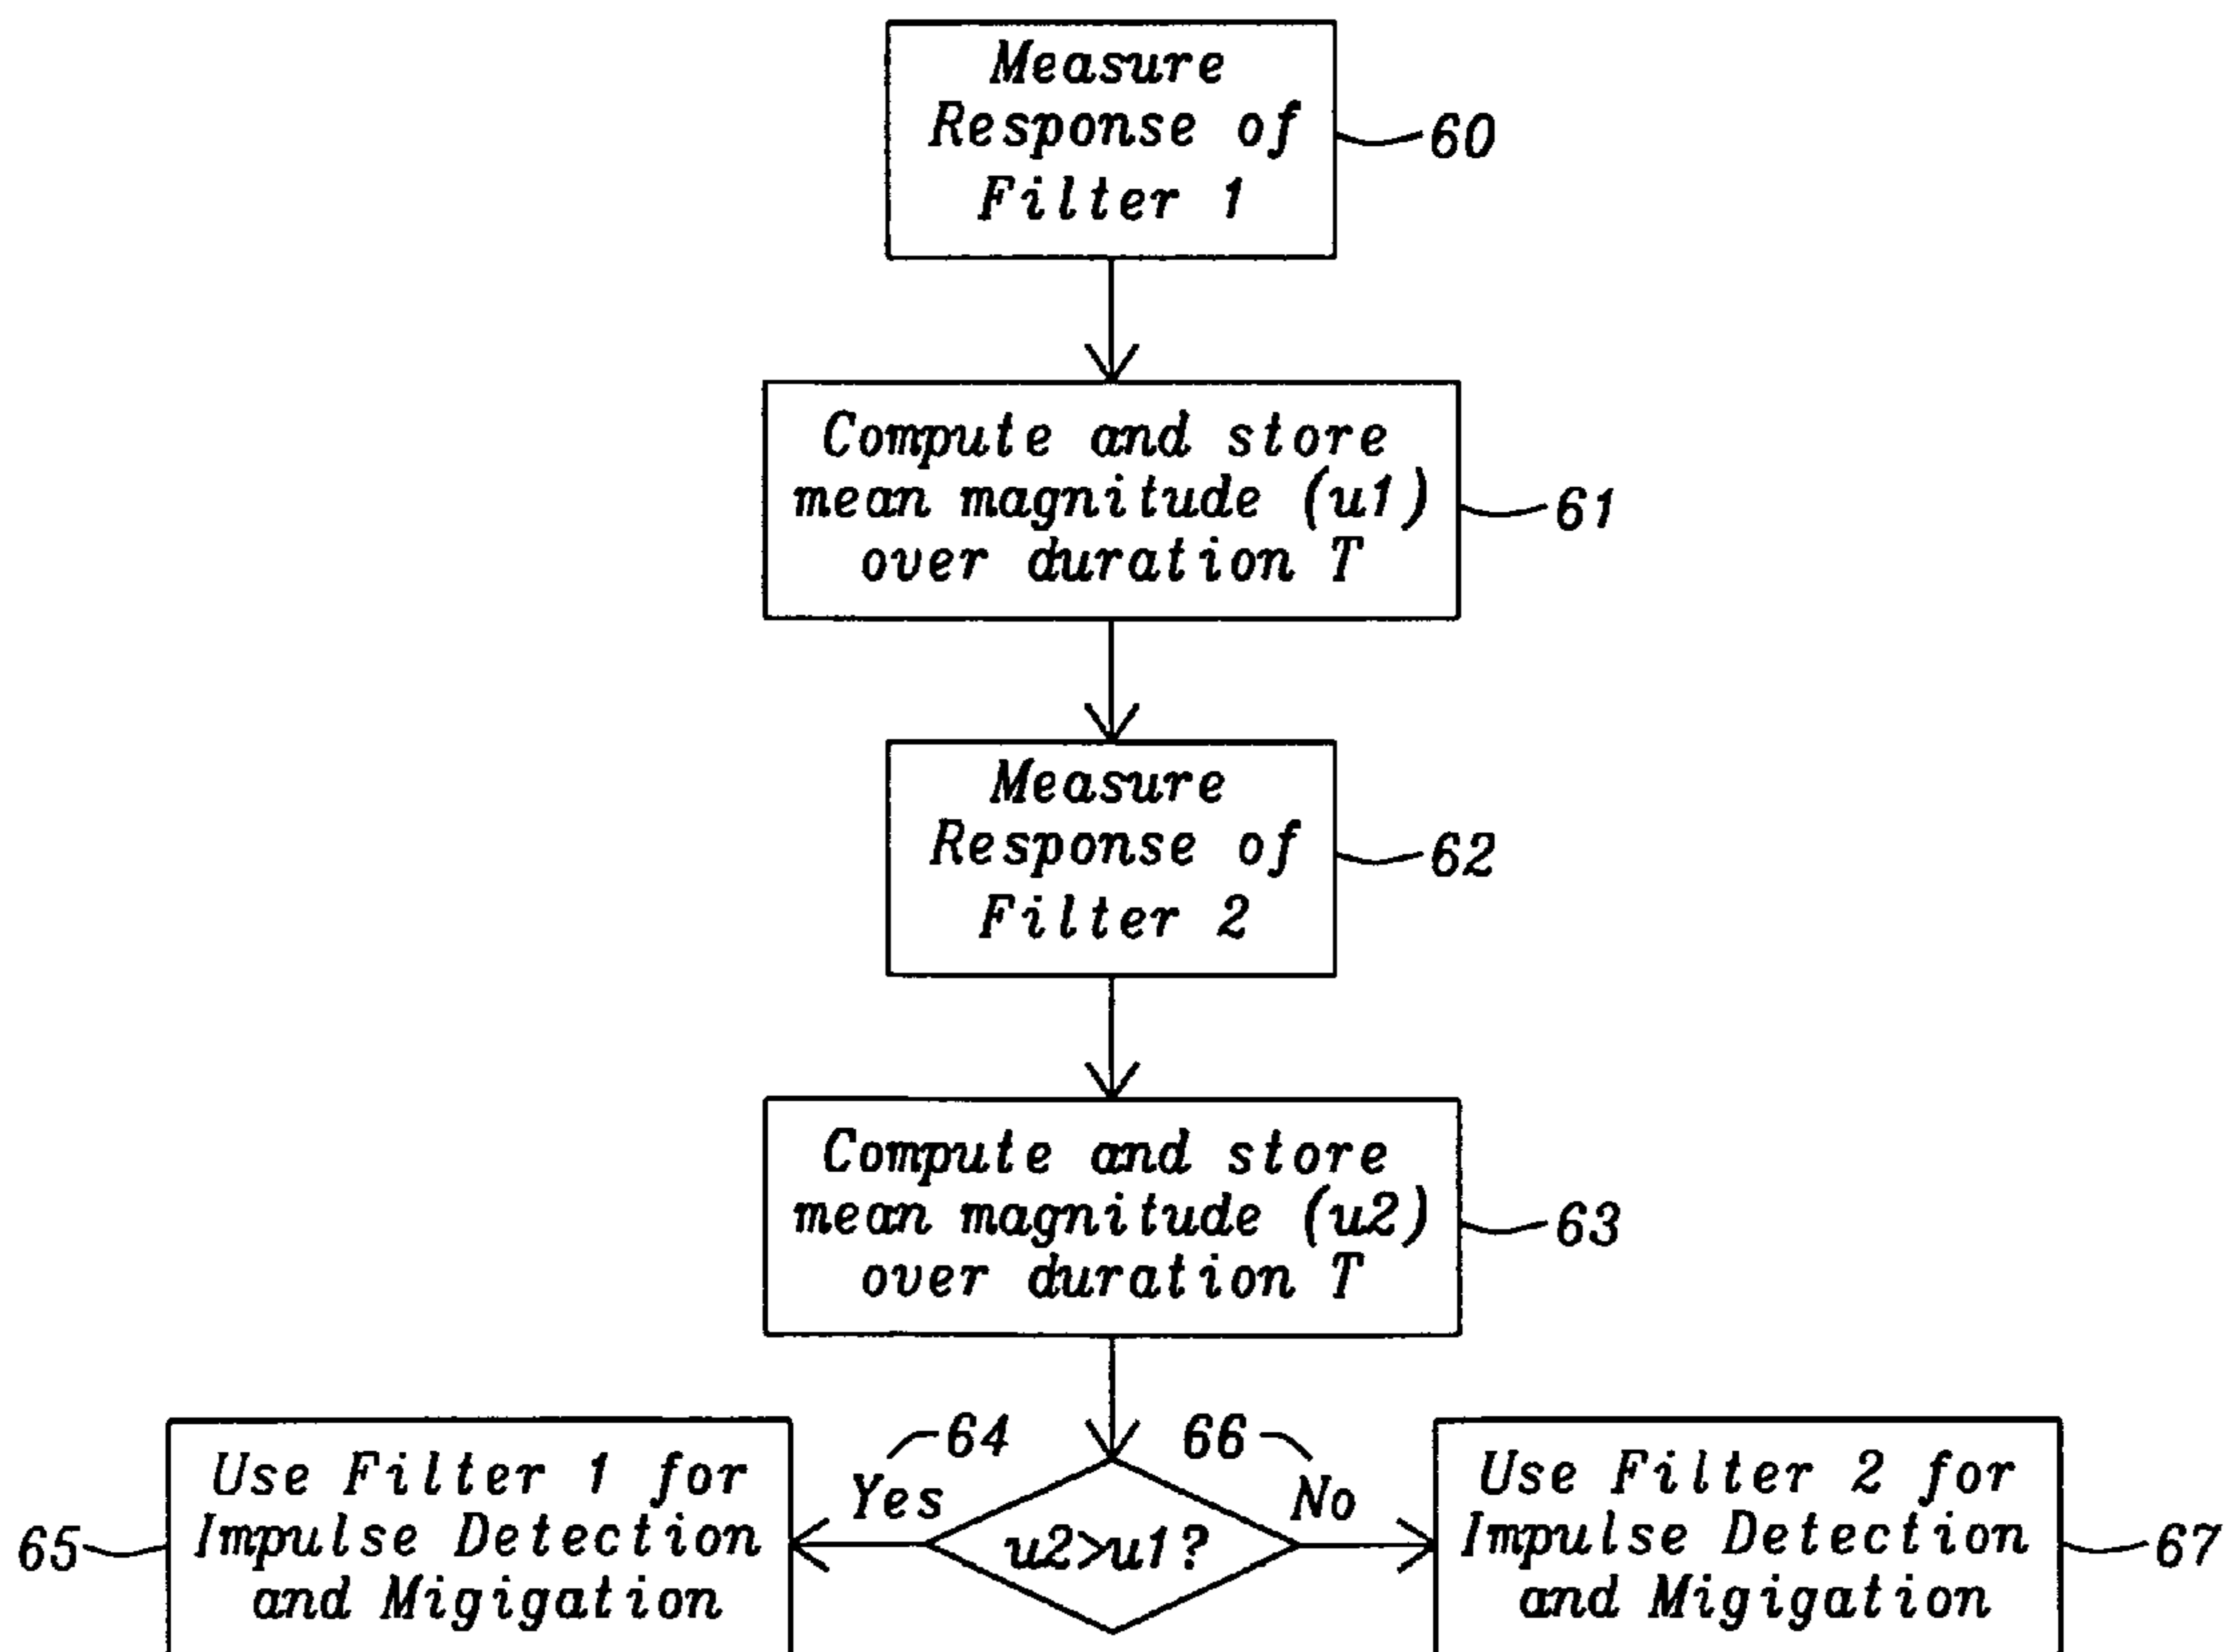 Measure
Response of
Filter 1
60
Compute and store
mean magnitude (u1)
over duration T
61
Measure
Response of
Filter 2
62
Compute and store
mean magnitude (u2)
over duration T
63
64
66
Yes
No
u2>u1?
Use Filter 1 for
Impulse Detection
and Migigation
65
Use Filter 2 for
Impulse Detection
and Migigation
67